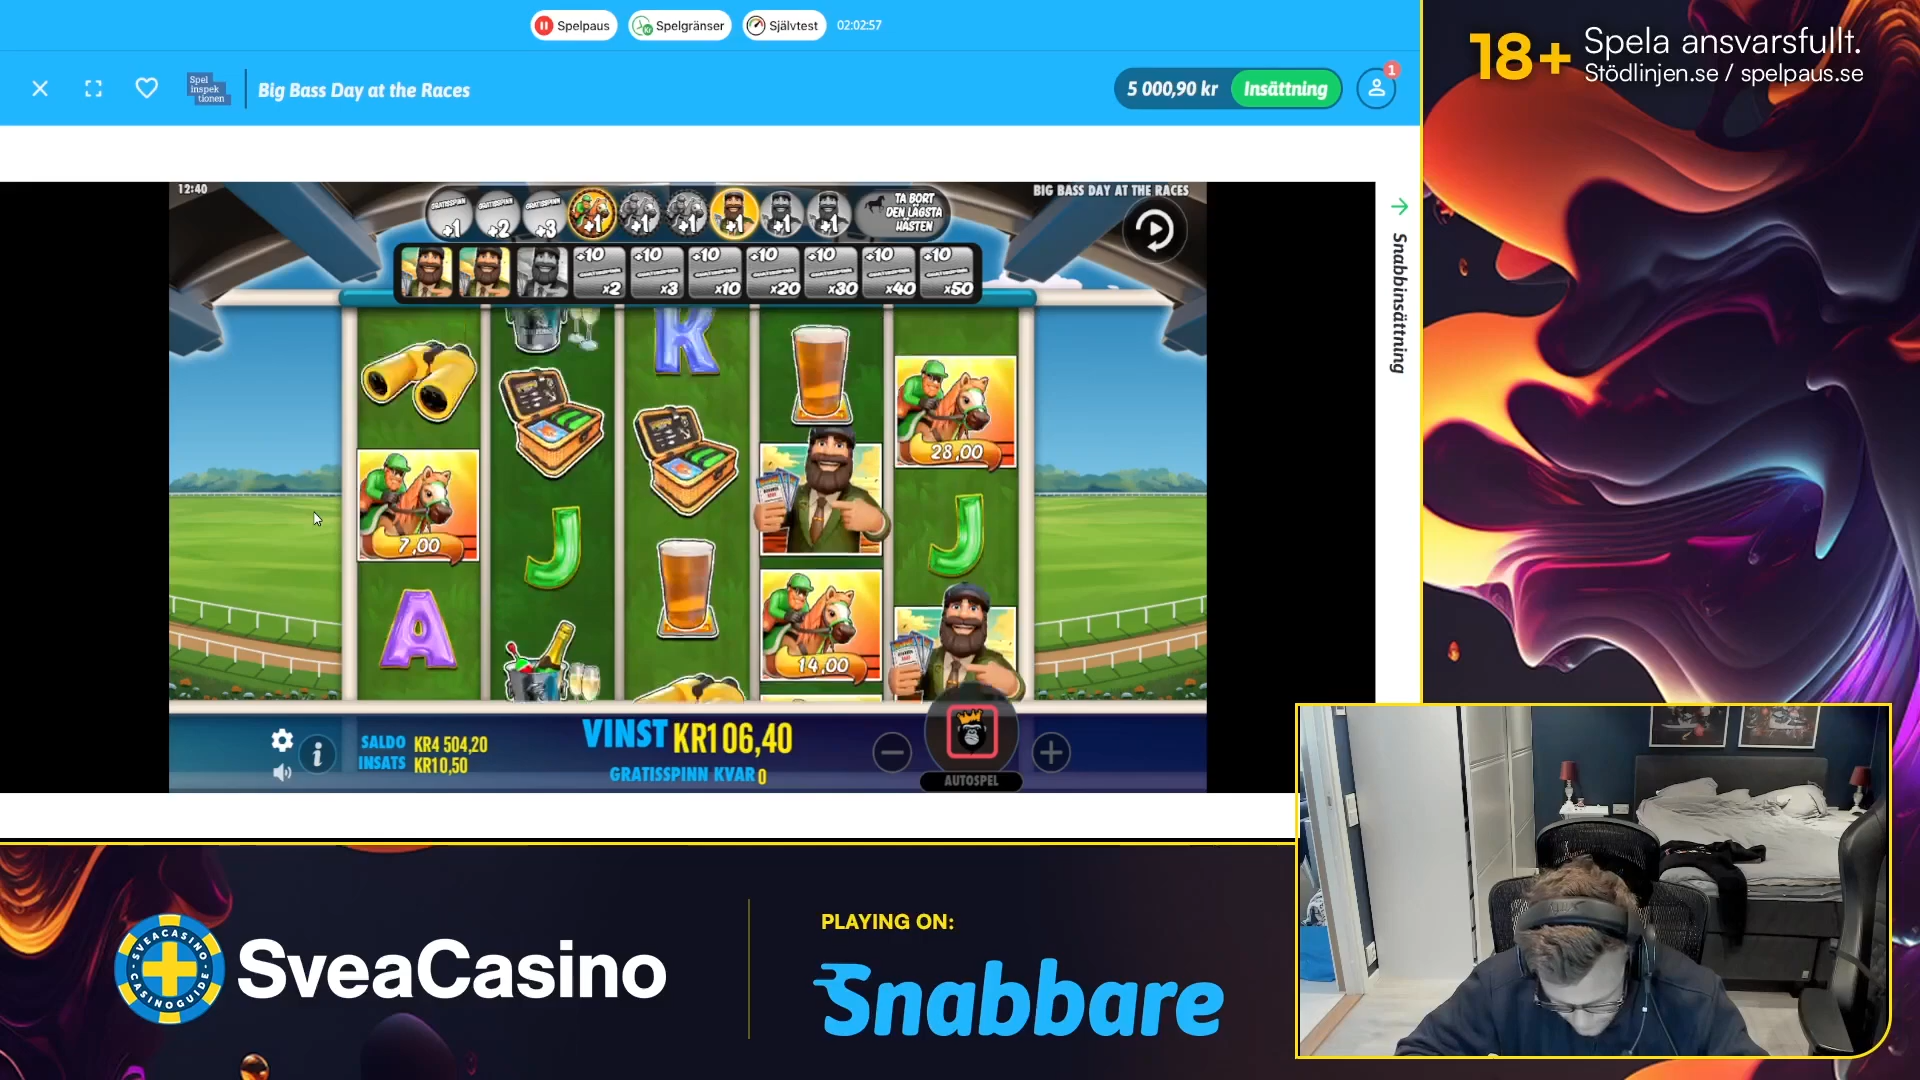 Spelpaus
Spelgränser
Självtest
02:02:57
Spel
inspek
tionen
Big Bass Day at the Races
5 000,90 kr
Insättning
1
18+
Spela ansvarsfullt.
Stödlinjen.se / spelpaus.se
12:40
BIG BASS DAY AT THE RACES
GRATISSPINN +1
GRATISSPINN +2
GRATISSPINN +3
+1
+1
+1
+1
+1
+1
TA BORT
DEN LÄGSTA
HÄSTEN
+10 x2
+10 x3
+10 x10
+10 x20
+10 x30
+10 x40
+10 x50
Snabbinsättning
K
28,00
7,00
J
J
A
14,00
SALDO KR4 504,20
INSATS KR10,50
VINST KR106,40
GRATISSPINN KVAR 0
AUTOSPEL
SVEACASINO
CASINOGUIDE
SveaCasino
PLAYING ON:
Snabbare